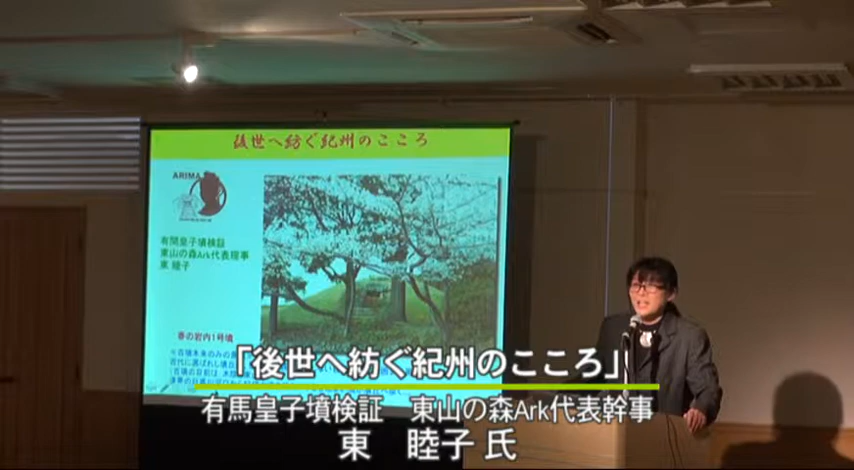 後世へ紡ぐ紀州のこころ
ARIMA
有間皇子墳検証
東山の森Ark代表理事
東 睦子
春の岩内1号墳
「後世へ紡ぐ紀州のこころ」
有馬皇子墳検証　東山の森Ark代表幹事
東　睦子 氏